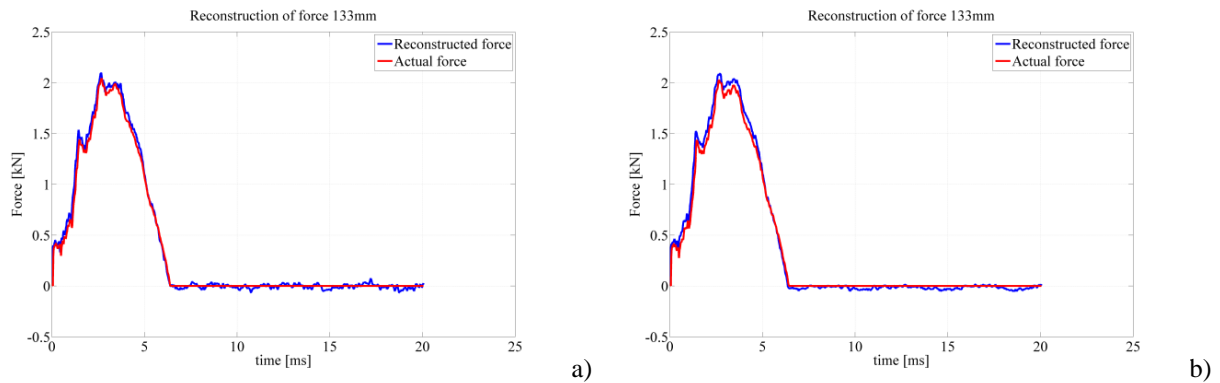 Reconstruction of force 133mm
2.5
2
1.5
1
0.5
0
-0.5
Force [kN]
Reconstructed force
Actual force
0 5 10 15 20 25
time [ms]
a)
Reconstruction of force 133mm
2.5
2
1.5
1
0.5
0
-0.5
Force [kN]
Reconstructed force
Actual force
0 5 10 15 20 25
time [ms]
b)